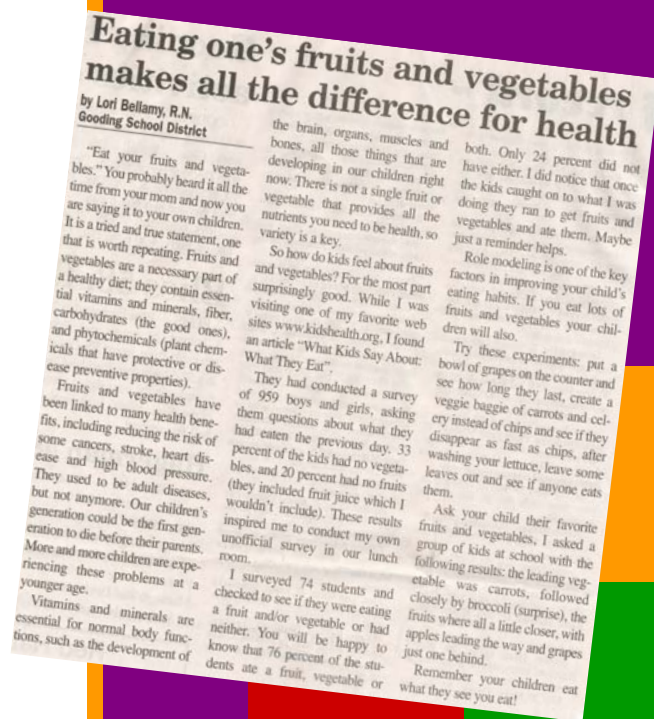 Eating one's fruits and vegetables
makes all the difference for health
by Lori Bellamy, R.N.
Gooding School District
"Eat your fruits and vegeta-
bles." You probably heard it all the
time from your mom and now you
are saying it to your own children.
It is a tried and true statement, one
that is worth repeating. Fruits and
vegetables are a necessary part of
a healthy diet; they contain essen-
tial vitamins and minerals, fiber,
carbohydrates (the good ones),
and phytochemicals (plant chem-
icals that have protective or dis-
ease preventive properties).
Fruits and vegetables have
been linked to many health bene-
fits, including reducing the risk of
some cancers, stroke, heart dis-
ease and high blood pressure.
They used to be adult diseases,
but not anymore. Our children's
generation could be the first gen-
eration to die before their parents.
More and more children are expe-
riencing these problems at a
younger age.
Vitamins and minerals are
essential for normal body func-
tions, such as the development of
the brain, organs, muscles and
bones, all those things that are
developing in our children right
now. There is not a single fruit or
vegetable that provides all the
nutrients you need to be health, so
variety is a key.
So how do kids feel about fruits
and vegetables? For the most part
surprisingly good. While I was
visiting one of my favorite web
sites www.kidshealth.org, I found
an article "What Kids Say About:
What They Eat".
They had conducted a survey
of 959 boys and girls, asking
them questions about what they
had eaten the previous day. 33
percent of the kids had no vegeta-
bles, and 20 percent had no fruits
(they included fruit juice which I
wouldn't include). These results
inspired me to conduct my own
unofficial survey in our lunch
room.
I surveyed 74 students and
checked to see if they were eating
a fruit and/or vegetable or had
neither. You will be happy to
know that 76 percent of the stu-
dents ate a fruit, vegetable or
both. Only 24 percent did not
have either. I did notice that once
the kids caught on to what I was
doing they ran to get fruits and
vegetables and ate them. Maybe
just a reminder helps.
Role modeling is one of the key
factors in improving your child's
eating habits. If you eat lots of
fruits and vegetables your chil-
dren will also.
Try these experiments: put a
bowl of grapes on the counter and
see how long they last, create a
veggie baggie of carrots and cel-
ery instead of chips and see if they
disappear as fast as chips, after
washing your lettuce, leave some
leaves out and see if anyone eats
them.
Ask your child their favorite
fruits and vegetables, I asked a
group of kids at school with the
following results: the leading veg-
etable was carrots, followed
closely by broccoli (surprise), the
fruits where all a little closer, with
apples leading the way and grapes
just one behind.
Remember your children eat
what they see you eat!